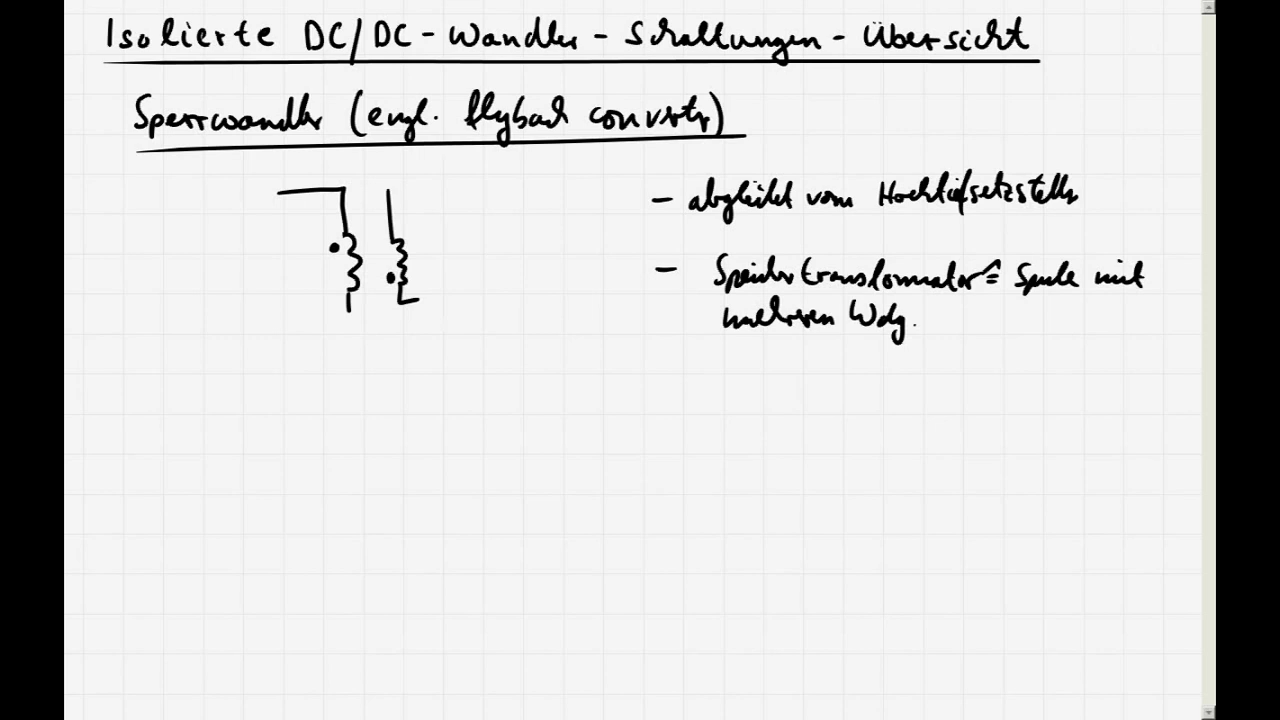 Isolierte DC/DC-Wandler-Schaltungen-Übersicht
Sperrwandler (engl. flyback converter)
- abgeleitet vom Hochtiefsetzsteller
- Speichertransformator ≙ Spule mit
mehreren Wdg.